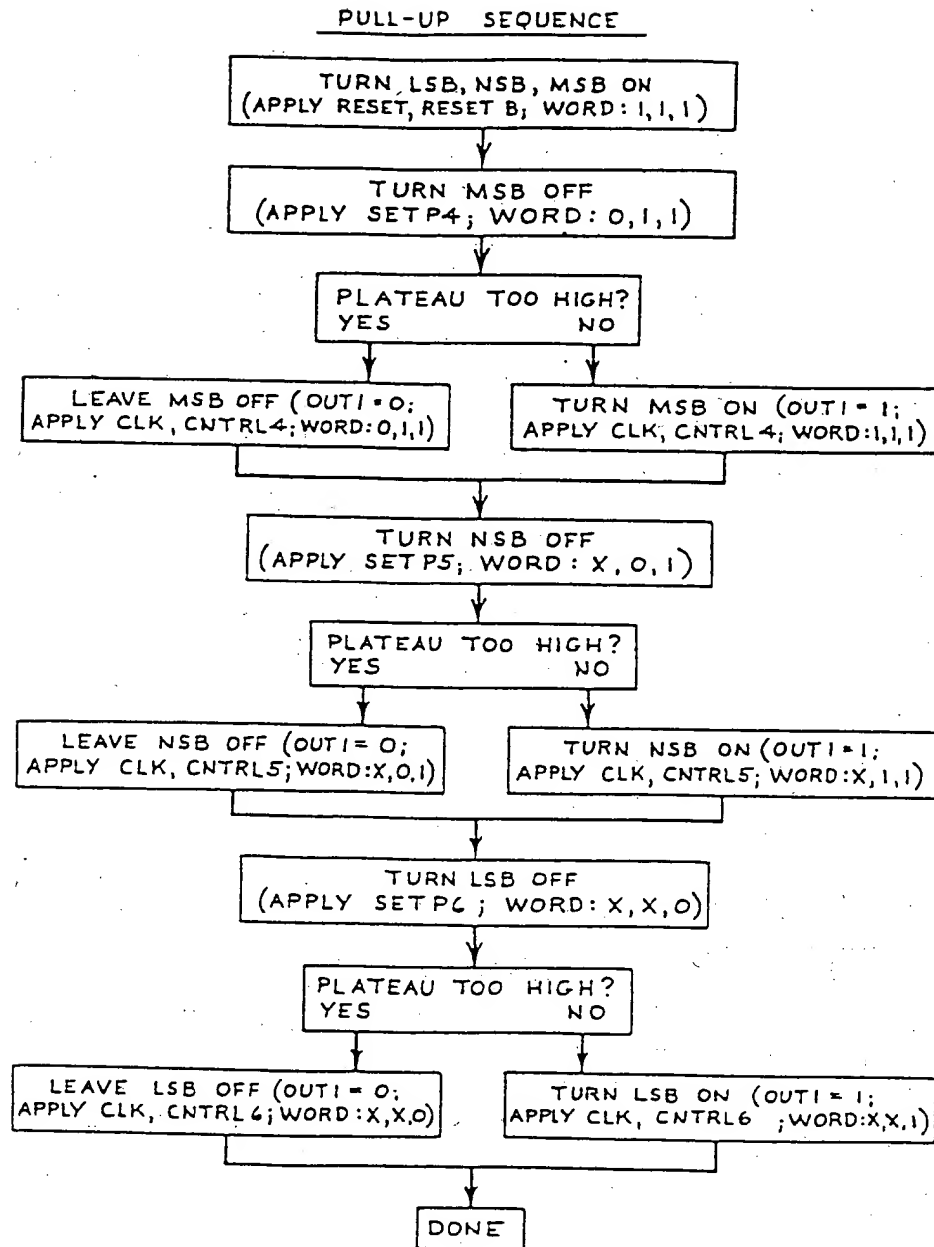 PULL-UP SEQUENCE
TURN LSB, NSB, MSB ON
(APPLY RESET, RESET B; WORD: 1, 1, 1)
TURN MSB OFF
(APPLY SETP4; WORD: 0, 1, 1)
PLATEAU TOO HIGH?
YES NO
LEAVE MSB OFF (OUT1 = 0;
APPLY CLK, CNTRL4; WORD: 0, 1, 1)
TURN MSB ON (OUT1 = 1;
APPLY CLK, CNTRL4; WORD: 1, 1, 1)
TURN NSB OFF
(APPLY SETP5; WORD: X, 0, 1)
PLATEAU TOO HIGH?
YES NO
LEAVE NSB OFF (OUT1 = 0;
APPLY CLK, CNTRL5; WORD: X, 0, 1)
TURN NSB ON (OUT1 = 1;
APPLY CLK, CNTRL5; WORD: X, 1, 1)
TURN LSB OFF
(APPLY SETP6; WORD: X, X, 0)
PLATEAU TOO HIGH?
YES NO
LEAVE LSB OFF (OUT1 = 0;
APPLY CLK, CNTRL6; WORD: X, X, 0)
TURN LSB ON (OUT1 = 1;
APPLY CLK, CNTRL6 ; WORD: X, X, 1)
DONE